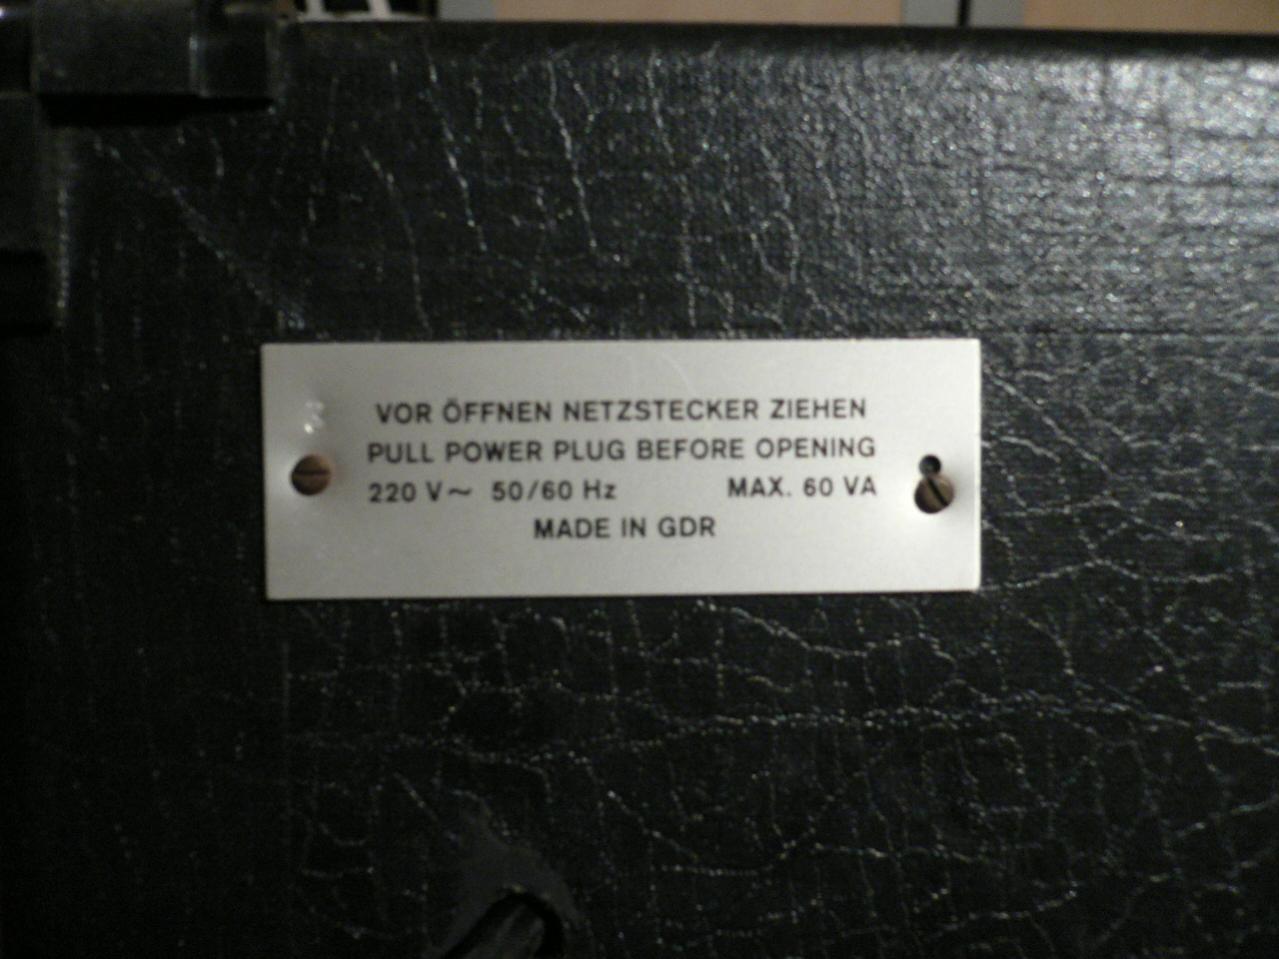 VOR ÖFFNEN NETZSTECKER ZIEHEN
PULL POWER PLUG BEFORE OPENING
220 V~ 50/60 Hz MAX. 60 VA
MADE IN GDR